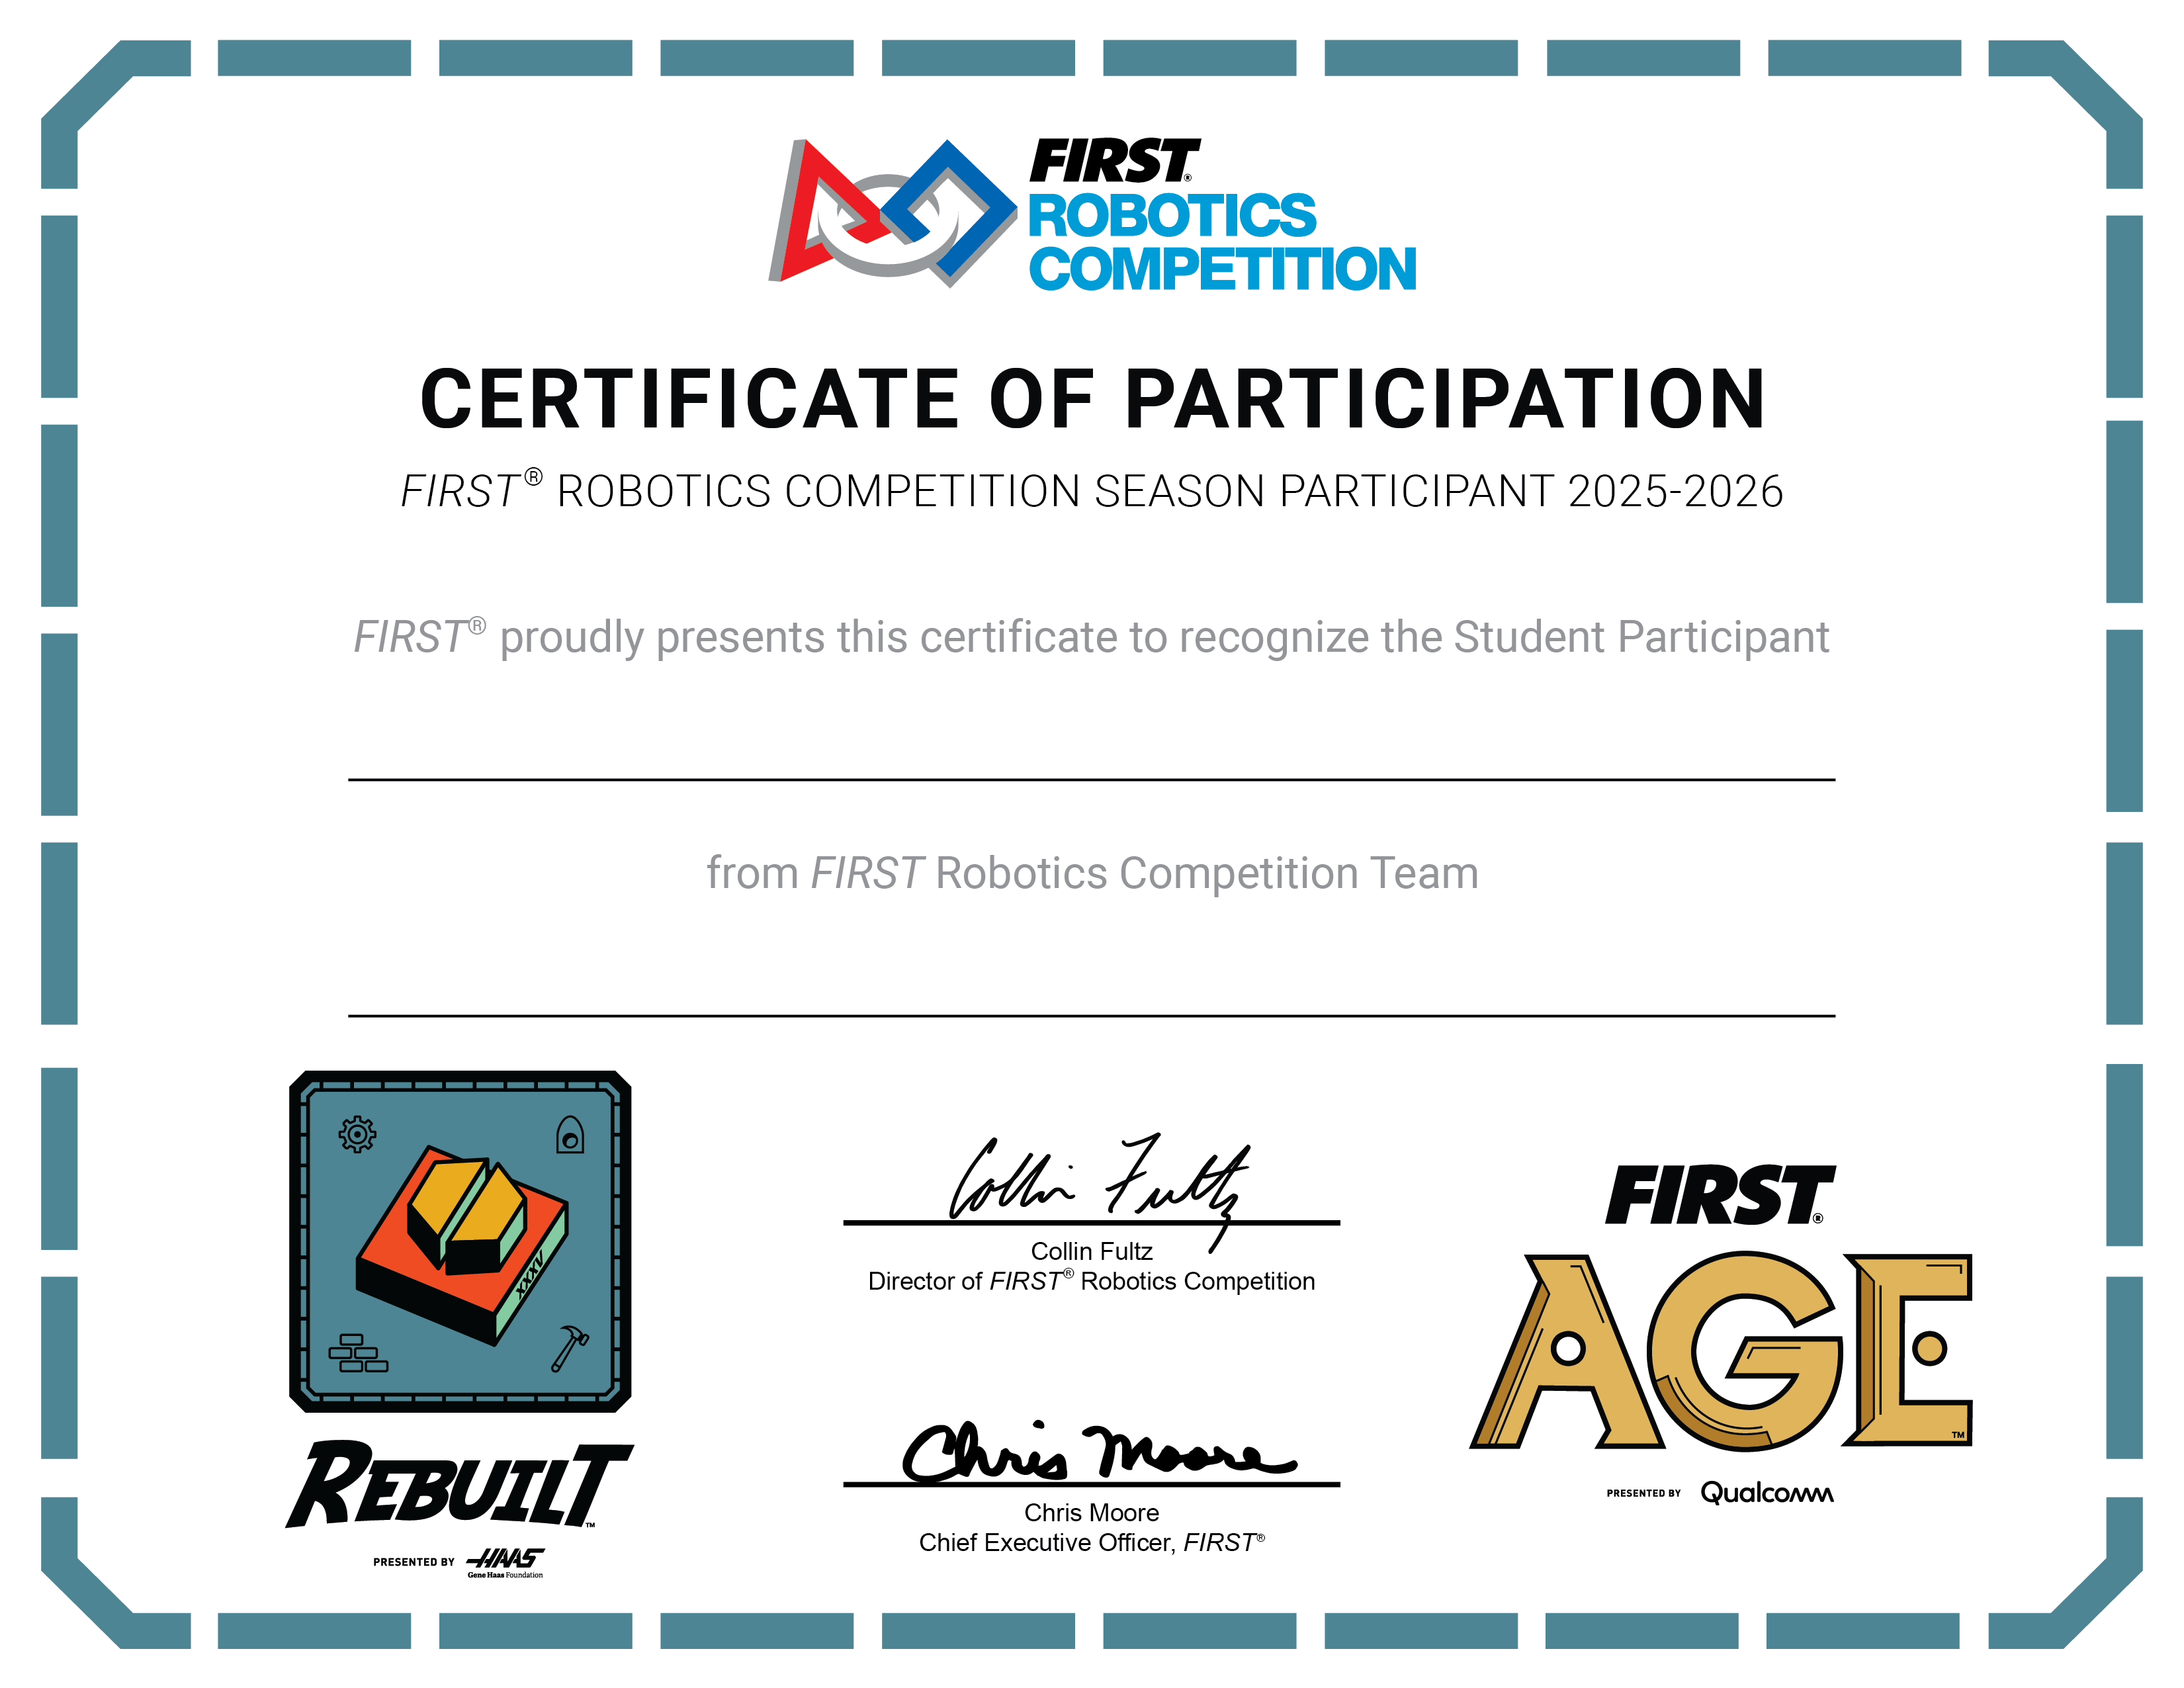 FIRST®
ROBOTICS
COMPETITION
CERTIFICATE OF PARTICIPATION
FIRST® ROBOTICS COMPETITION SEASON PARTICIPANT 2025-2026
FIRST® proudly presents this certificate to recognize the Student Participant
from FIRST Robotics Competition Team
XXXV
REBUILT™
PRESENTED BY HAAS
Gene Haas Foundation
Collin Fultz
Collin Fultz
Director of FIRST® Robotics Competition
Chris Moore
Chris Moore
Chief Executive Officer, FIRST®
FIRST®
AGE™
PRESENTED BY Qualcomm